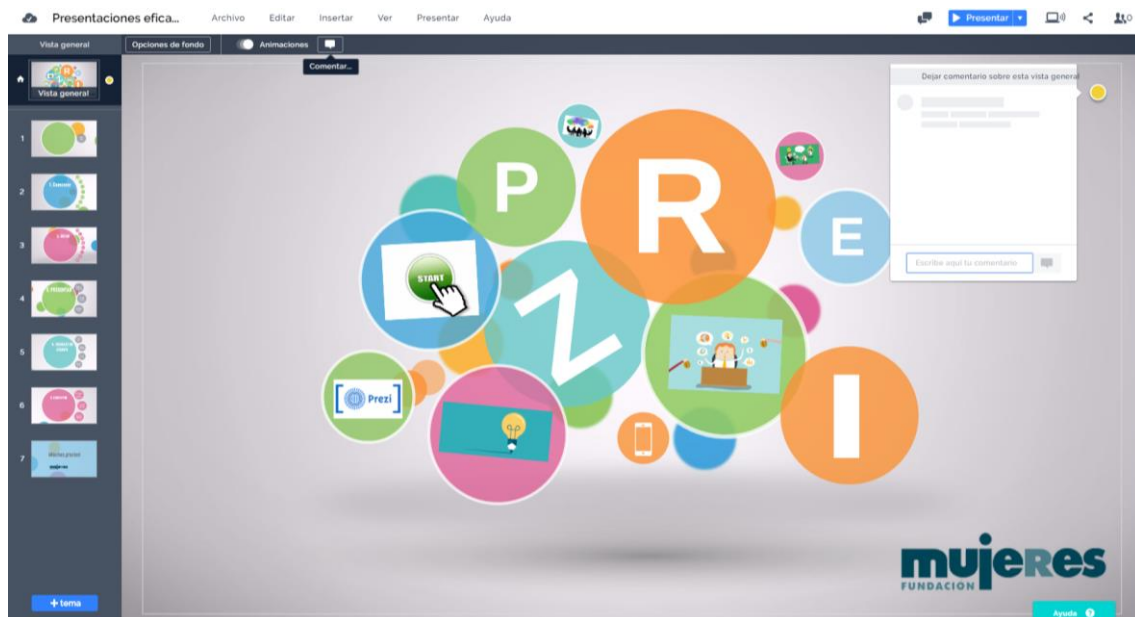 Presentaciones efica...
Archivo Editar Insertar Ver Presentar Ayuda
Presentar
Vista general
Opciones de fondo
Animaciones
Comentar...
Vista general
1
2
3
4
5
6
7
+ tema
P
R
E
Z
I
START
Prezi
Dejar comentario sobre esta vista general
Escriba aquí tu comentario
mujeres
FUNDACION
Ayuda